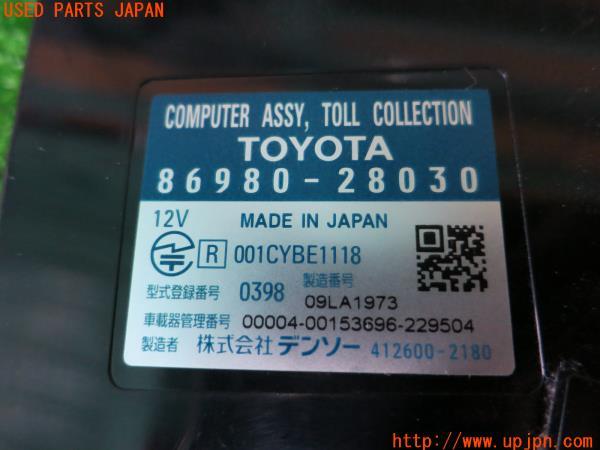 USED PARTS JAPAN
COMPUTER ASSY, TOLL COLLECTION
TOYOTA
86980-28030
12V
MADE IN JAPAN
R 001CYBE1118
型式登録番号 0398
製造番号 09LA1973
車載器管理番号 00004-00153696-229504
製造者 株式会社 デンソー 412600-2180
http://www.upjpn.com/